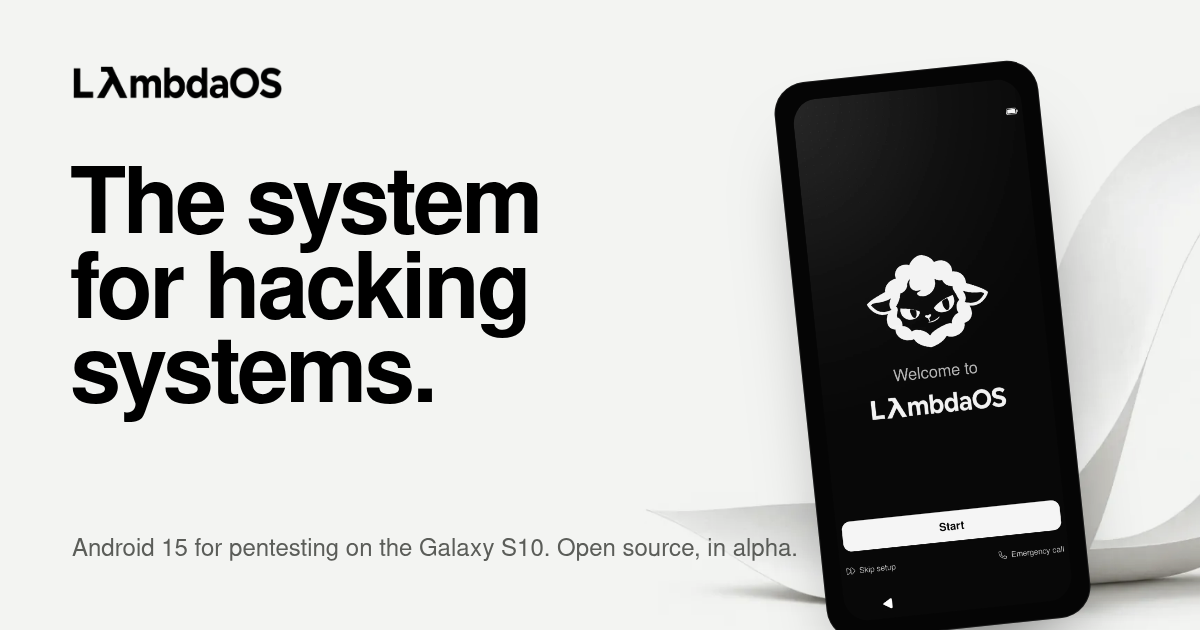 LλmbdaOS
The system
for hacking
systems.
Android 15 for pentesting on the Galaxy S10. Open source, in alpha.
Welcome to
LλmbdaOS
Start
Skip setup
Emergency call